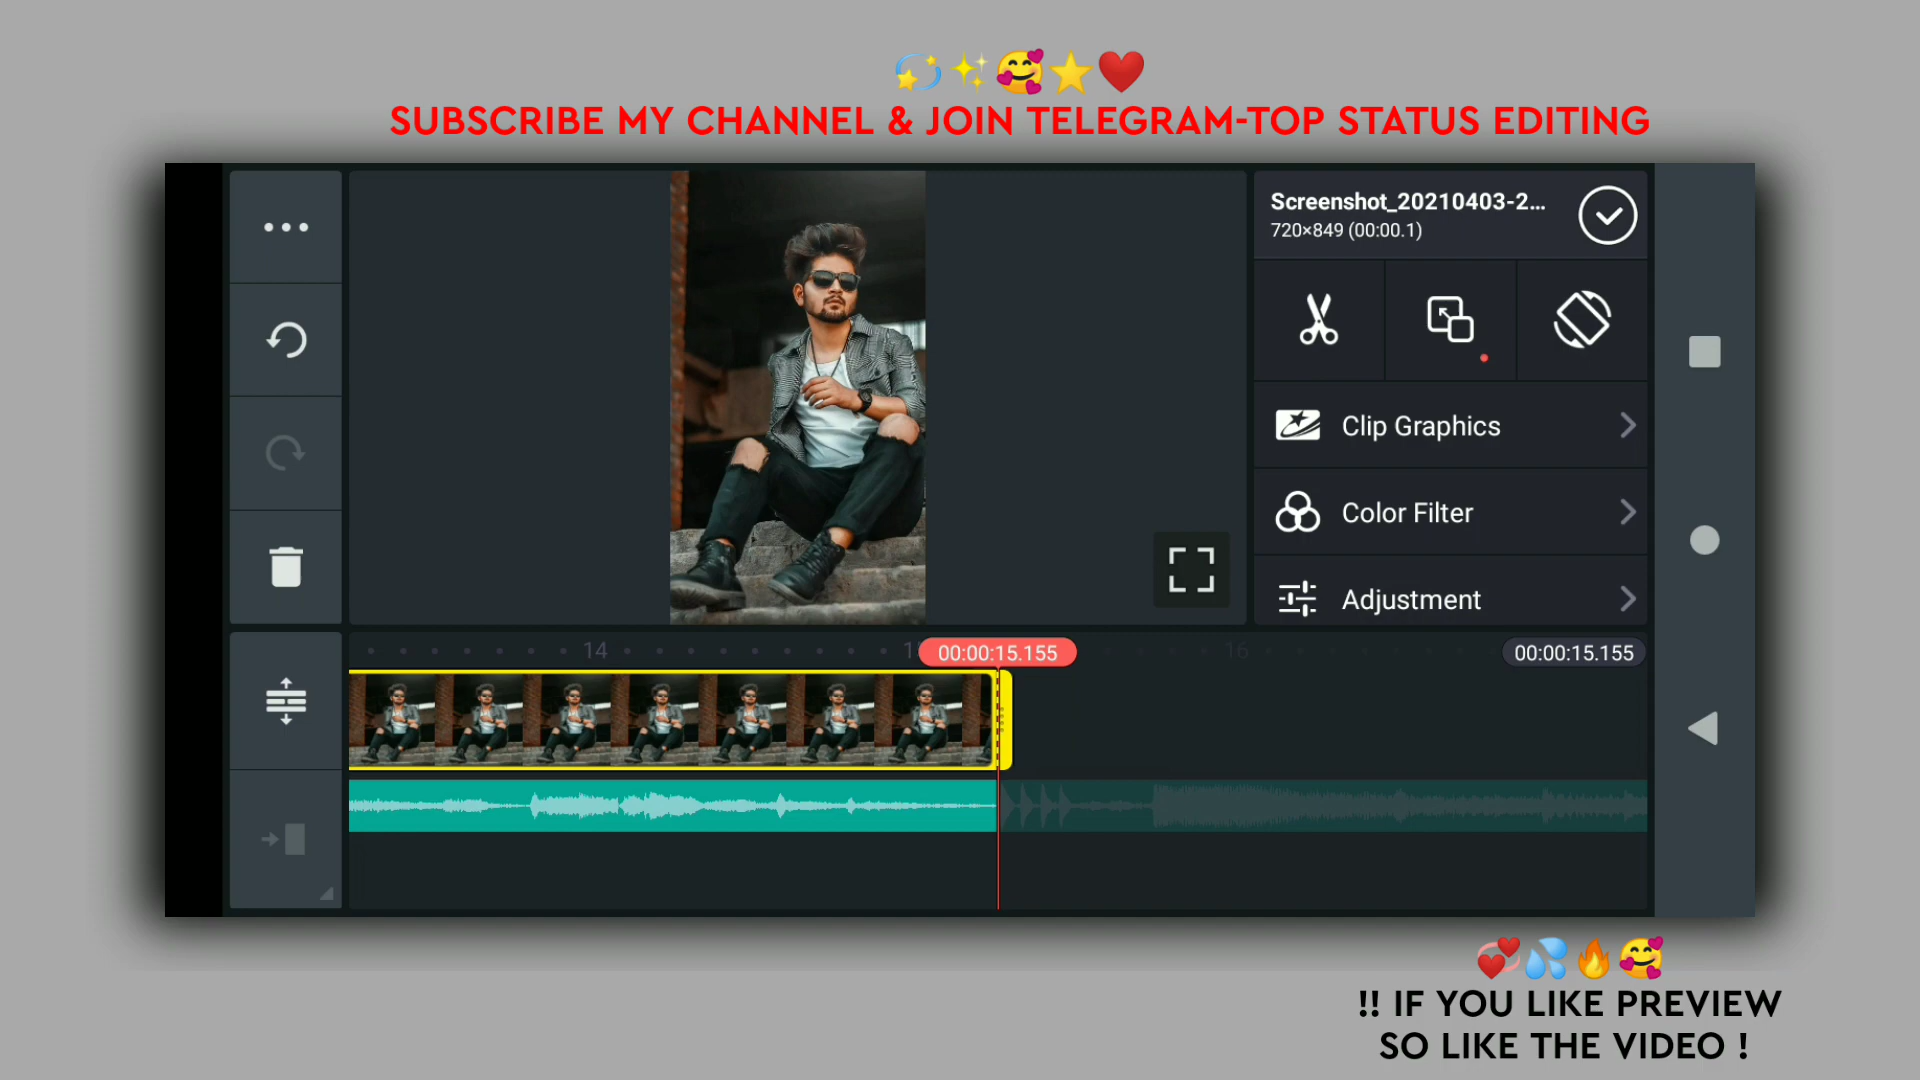 SUBSCRIBE MY CHANNEL & JOIN TELEGRAM-TOP STATUS EDITING
Screenshot_20210403-2...
720×849 (00:00.1)
Clip Graphics
Color Filter
Adjustment
14
00:00:15.155
16
00:00:15.155
!! IF YOU LIKE PREVIEW
SO LIKE THE VIDEO !